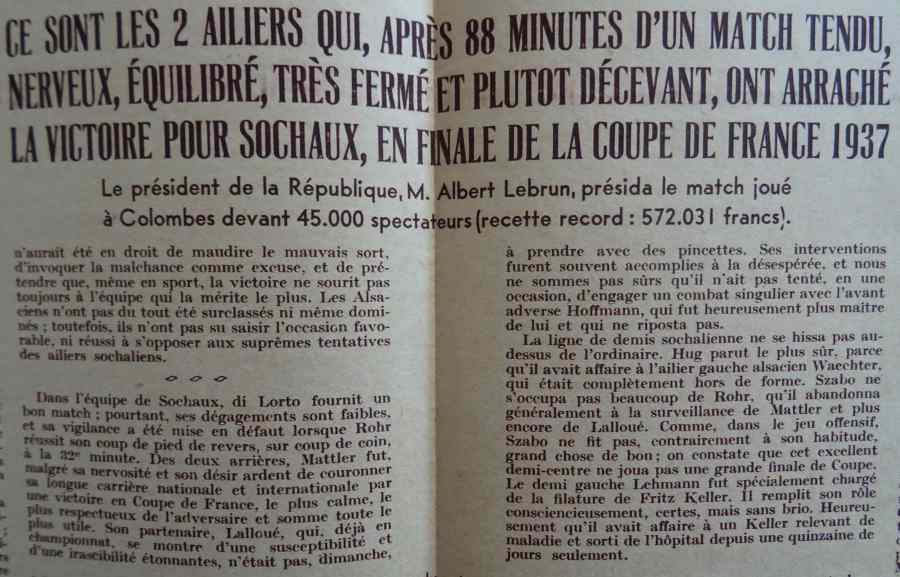 CE SONT LES 2 AILIERS QUI, APRÈS 88 MINUTES D'UN MATCH TENDU,
NERVEUX, ÉQUILIBRÉ, TRÈS FERMÉ ET PLUTOT DÉCEVANT, ONT ARRACHÉ
LA VICTOIRE POUR SOCHAUX, EN FINALE DE LA COUPE DE FRANCE 1937
Le président de la République, M. Albert Lebrun, présida le match joué
à Colombes devant 45.000 spectateurs (recette record : 572.031 francs).
n'aurait été en droit de maudire le mauvais sort,
d'invoquer la malchance comme excuse, et de pré-
tendre que, même en sport, la victoire ne sourit pas
toujours à l'équipe qui la mérite le plus. Les Alsa-
ciens n'ont pas du tout été surclassés ni même domi-
nés ; toutefois, ils n'ont pas su saisir l'occasion favo-
rable, ni réussi à s'opposer aux suprêmes tentatives
des ailiers sochaliens.
Dans l'équipe de Sochaux, di Lorto fournit un
bon match ; pourtant, ses dégagements sont faibles,
et sa vigilance a été mise en défaut lorsque Rohr
réussit son coup de pied de revers, sur coup de coin,
à la 32e minute. Des deux arrières, Mattler fut,
malgré sa nervosité et son désir ardent de couronner
sa longue carrière nationale et internationale par
une victoire en Coupe de France, le plus calme, le
plus respectueux de l'adversaire et somme toute le
plus utile. Son partenaire, Lalloué, qui, déjà en
championnat, se montre d'une susceptibilité et
d'une irascibilité étonnantes, n'était pas, dimanche,
à prendre avec des pincettes. Ses interventions
furent souvent accomplies à la désespérée, et nous
ne sommes pas sûrs qu'il n'ait pas tenté, en une
occasion, d'engager un combat singulier avec l'avant
adverse Hoffmann, qui fut heureusement plus maître
de lui et qui ne riposta pas.
La ligne de demis sochalienne ne se hissa pas au-
dessus de l'ordinaire. Hug parut le plus sûr, parce
qu'il avait affaire à l'ailier gauche alsacien Waechter,
qui était complètement hors de forme. Szabo ne
s'occupa pas beaucoup de Rohr, qu'il abandonna
généralement à la surveillance de Mattler et plus
encore de Lalloué. Comme, dans le jeu offensif,
Szabo ne fit pas, contrairement à son habitude,
grand chose de bon ; on constate que cet excellent
demi-centre ne joua pas une grande finale de Coupe.
Le demi gauche Lehmann fut spécialement chargé
de la filature de Fritz Keller. Il remplit son rôle
consciencieusement, certes, mais sans brio. Heureu-
sement qu'il avait affaire à un Keller relevant de
maladie et sorti de l'hôpital depuis une quinzaine de
jours seulement.